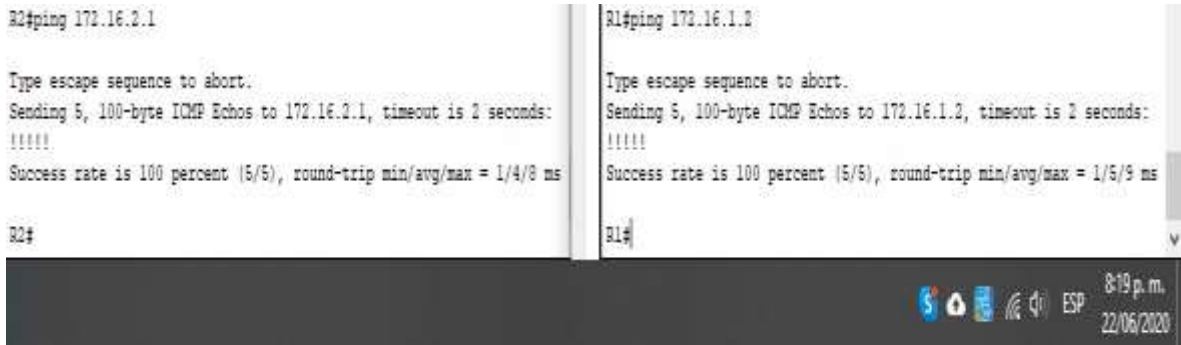 R2#ping 172.16.2.1
Type escape sequence to abort.
Sending 5, 100-byte ICMP Echos to 172.16.2.1, timeout is 2 seconds:
!!!!!
Success rate is 100 percent (5/5), round-trip min/avg/max = 1/4/8 ms
R2#
R1#ping 172.16.1.2
Type escape sequence to abort.
Sending 5, 100-byte ICMP Echos to 172.16.1.2, timeout is 2 seconds:
!!!!!
Success rate is 100 percent (5/5), round-trip min/avg/max = 1/5/9 ms
R1#
S
ESP
8:19 p. m.
22/06/2020